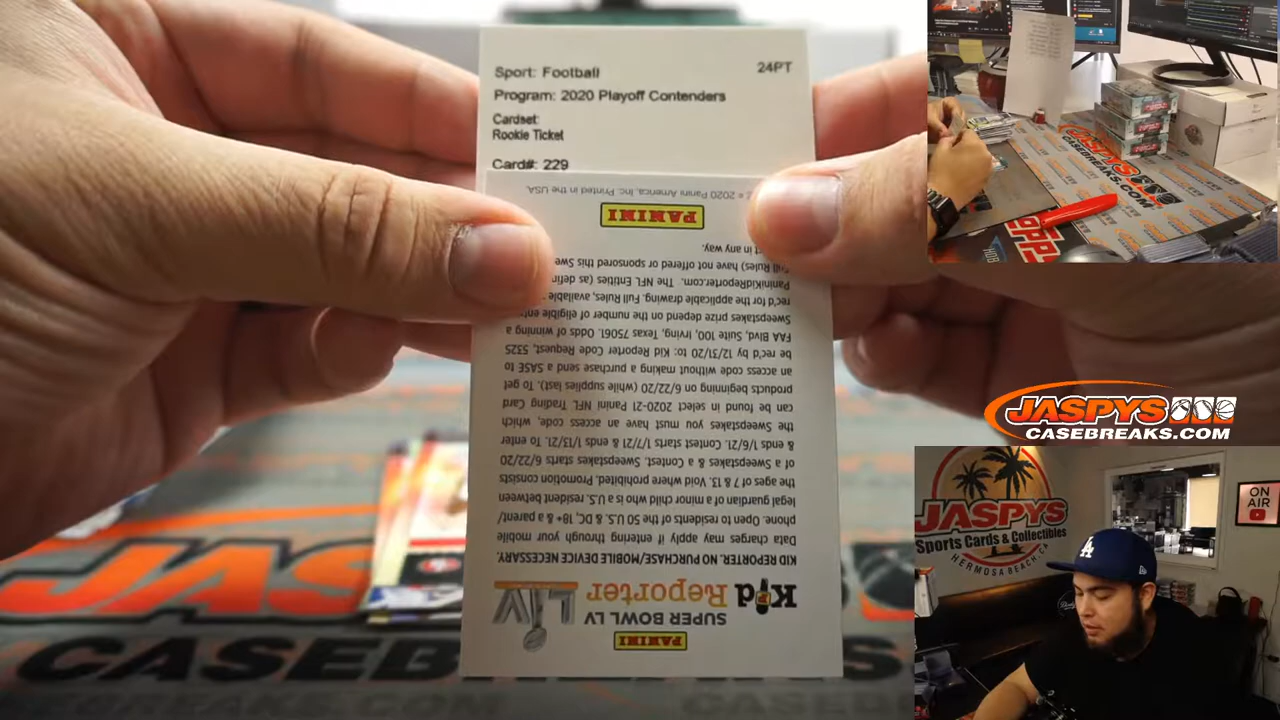 Sport: Football
24PT
Program: 2020 Playoff Contenders
Cardset:
Rookie Ticket
Card#: 229
PANINI
SUPER BOWL LV
Kid Reporter
LIV
KID REPORTER. NO PURCHASE/MOBILE DEVICE NECESSARY.
Data charges may apply if entering through your mobile
phone. Open to residents of the 50 U.S. & DC, 18+ & a parent/
legal guardian of a minor child who is a U.S. resident between
the ages of 7 & 13. Void where prohibited. Promotion consists
of a Sweepstakes & a Contest, Sweepstakes starts 6/22/20
& ends 1/6/21. Contest starts 1/7/21 & ends 1/13/21. To enter
the Sweepstakes you must have an access code, which
can be found in select 2020-21 Panini NFL Trading Card
products beginning on 6/22/20 (while supplies last). To get
an access code without making a purchase send a SASE to
be rec'd by 12/31/20 to: Kid Reporter Code Request, 5325
FAA Blvd, Suite 100, Irving, Texas 75061. Odds of winning a
Sweepstakes prize depend on the number of eligible
rec'd for the applicable drawing. Full Rules, available
PaniniKidReporter.com. The NFL Entities (as
Rules) have not offered or sponsored this
in any way.
PANINI
2020 Panini America, Inc. Printed in the USA.
JASPYS
CASEBREAKS.COM
JASPYS
CASEBREAKS.COM
JASPYS
Sports Cards & Collectibles
HERMOSA BEACH, CA
ON
AIR
LA
CASEB